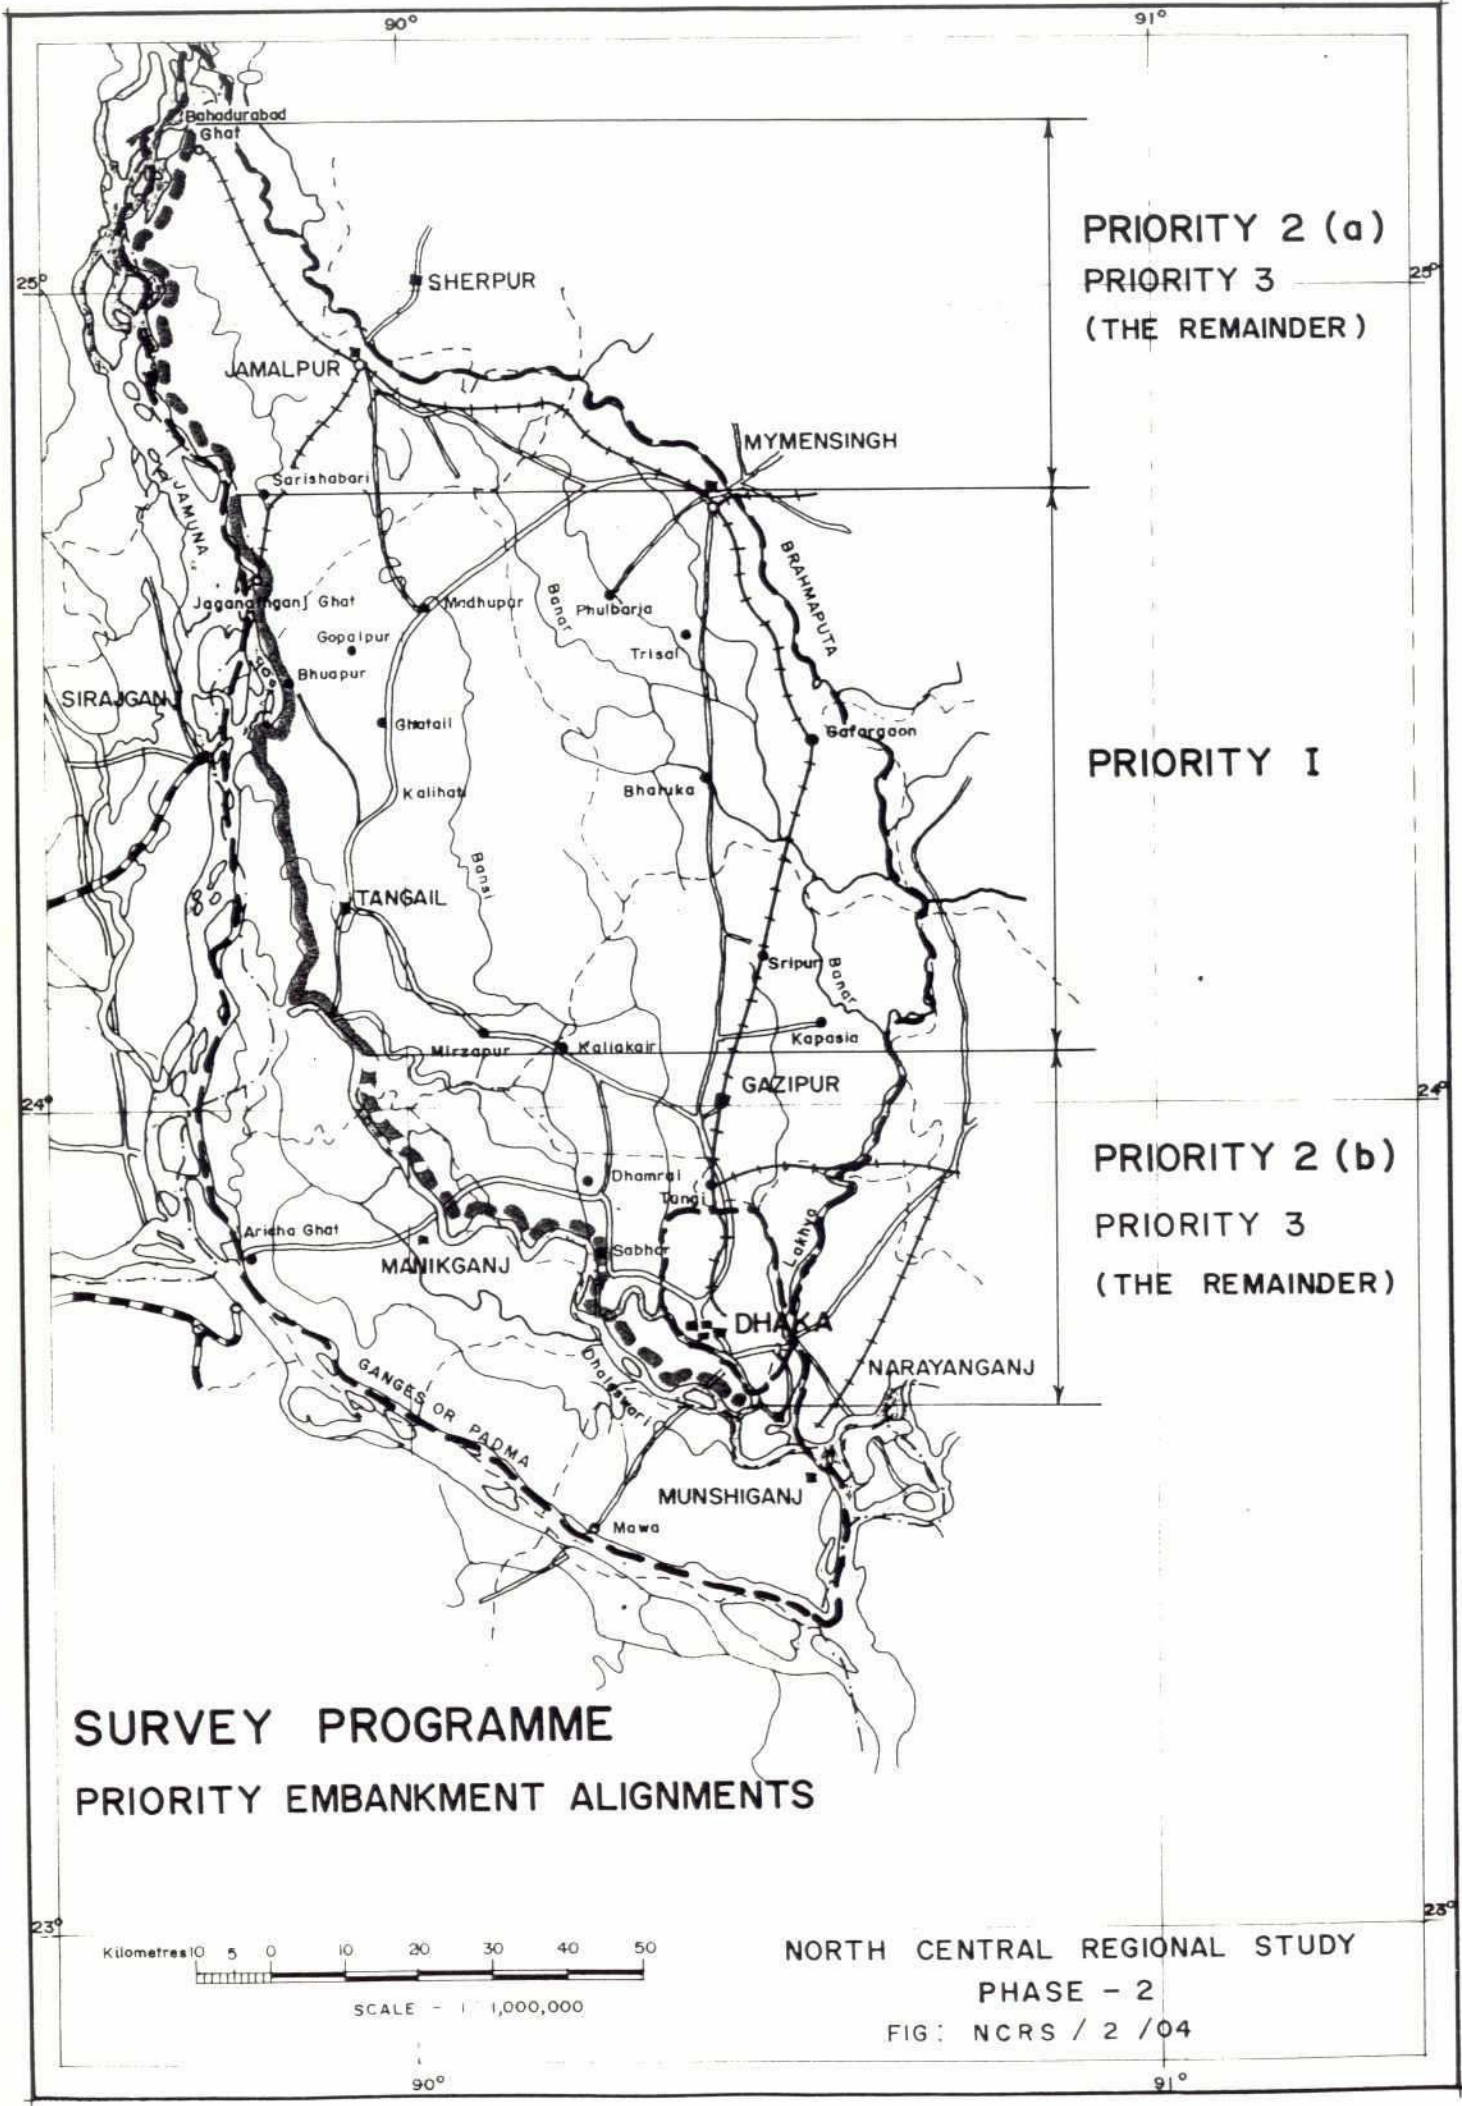 90°
91°
Bahadurabad
Ghat
PRIORITY 2 (a)
25°
SHERPUR
PRIORITY 3
25°
(THE REMAINDER)
JAMALPUR
MYMENSINGH
Sarishabari
JAMUNA
BRAHMAPUTA
Jaganathganj Ghat
Madhupur
Banar
Phulbaria
Gopalpur
Trisal
Bhuapur
SIRAJGANJ
Ghatail
Gafargaon
PRIORITY I
Kalihati
Bhaluka
Bansi
TANGAIL
Sripur
Banar
Mirzapur
Kaliakair
Kapasia
GAZIPUR
24°
24°
PRIORITY 2 (b)
Dhamrai
Tongi
Lakhya
PRIORITY 3
Aricha Ghat
Sabhar
MANIKGANJ
(THE REMAINDER)
DHAKA
Dhaleswari
GANGES OR PADMA
NARAYANGANJ
MUNSHIGANJ
Mawa
SURVEY PROGRAMME
PRIORITY EMBANKMENT ALIGNMENTS
23°
23°
Kilometres 10 5 0 10 20 30 40 50
SCALE - 1 1,000,000
NORTH CENTRAL REGIONAL STUDY
PHASE - 2
FIG: NCRS / 2 /04
90°
91°